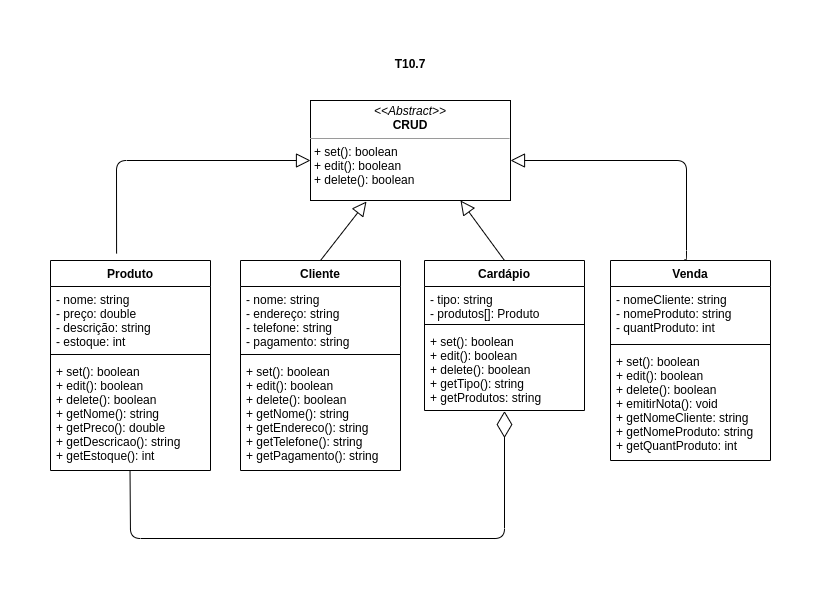 T10.7
<<Abstract>>
CRUD
+ set(): boolean
+ edit(): boolean
+ delete(): boolean
Produto
- nome: string
- preço: double
- descrição: string
- estoque: int
+ set(): boolean
+ edit(): boolean
+ delete(): boolean
+ getNome(): string
+ getPreco(): double
+ getDescricao(): string
+ getEstoque(): int
Cliente
- nome: string
- endereço: string
- telefone: string
- pagamento: string
+ set(): boolean
+ edit(): boolean
+ delete(): boolean
+ getNome(): string
+ getEndereco(): string
+ getTelefone(): string
+ getPagamento(): string
Cardápio
- tipo: string
- produtos[]: Produto
+ set(): boolean
+ edit(): boolean
+ delete(): boolean
+ getTipo(): string
+ getProdutos: string
Venda
- nomeCliente: string
- nomeProduto: string
- quantProduto: int
+ set(): boolean
+ edit(): boolean
+ delete(): boolean
+ emitirNota(): void
+ getNomeCliente: string
+ getNomeProduto: string
+ getQuantProduto: int